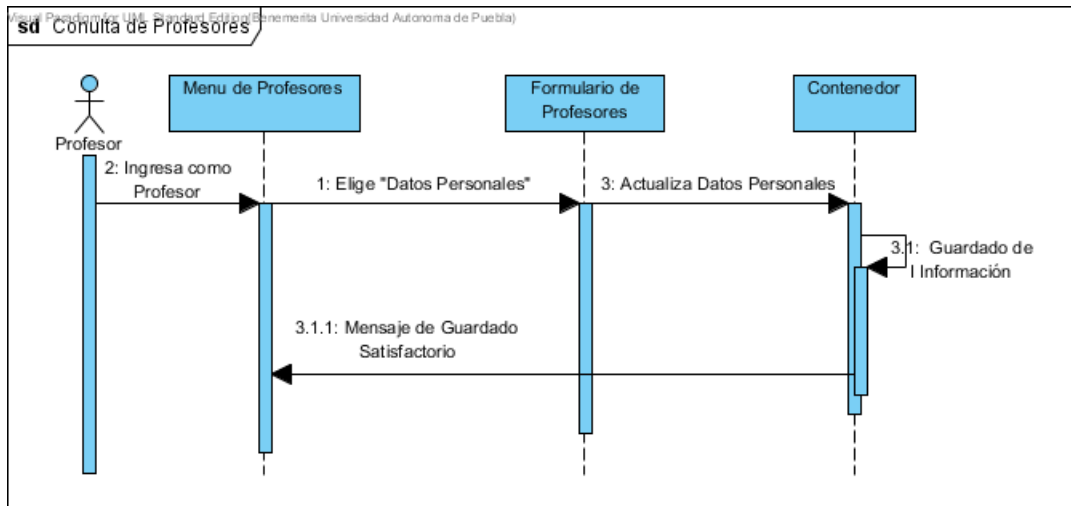 Visual Paradigm for UML Standard Edition(Benemerita Universidad Autonoma de Puebla)
sd Conulta de Profesores
Menu de Profesores
Formulario de
Profesores
Contenedor
Profesor
2: Ingresa como
Profesor
1: Elige "Datos Personales"
3: Actualiza Datos Personales
3.1: Guardado de
l Información
3.1.1: Mensaje de Guardado
Satisfactorio